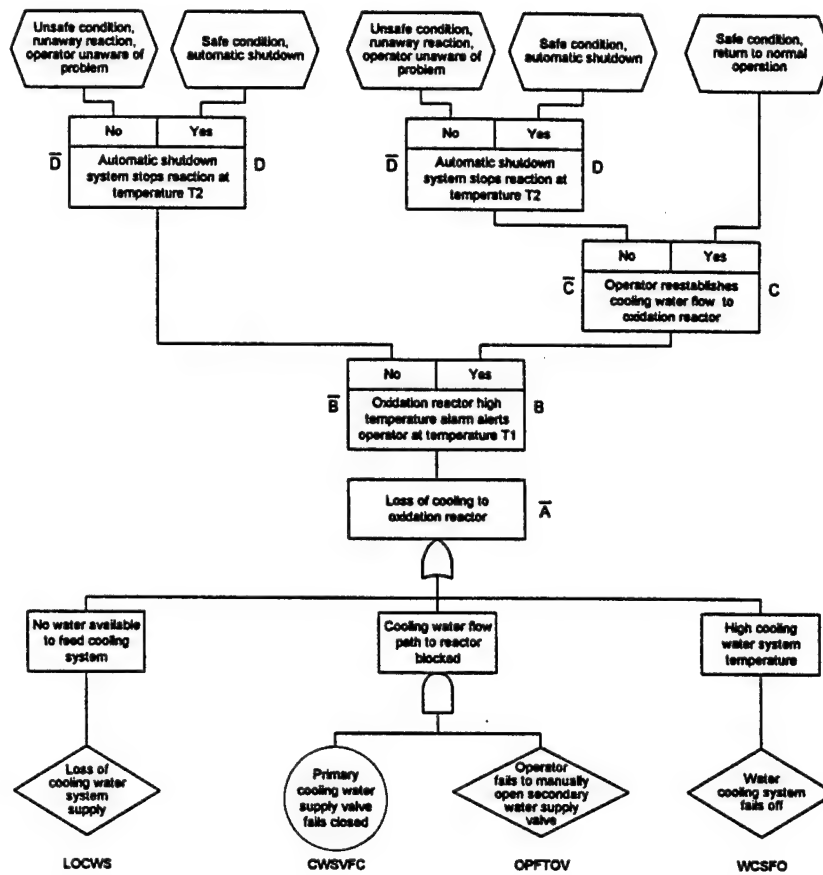 Unsafe condition,
runaway reaction,
operator unaware of
problem
Safe condition,
automatic shutdown
Unsafe condition,
runaway reaction,
operator unaware of
problem
Safe condition,
automatic shutdown
Safe condition,
return to normal
operation
No Yes
D̅
Automatic shutdown
system stops reaction at
temperature T2
D
No Yes
D̅
Automatic shutdown
system stops reaction at
temperature T2
D
No Yes
C̅
Operator reestablishes
cooling water flow to
oxidation reactor
C
No Yes
B̅
Oxidation reactor high
temperature alarm alerts
operator at temperature T1
B
Loss of cooling to
oxidation reactor
A̅
No water available
to feed cooling
system
Cooling water flow
path to reactor
blocked
High cooling
water system
temperature
Loss of
cooling water
system
supply
Primary
cooling water
supply valve
fails closed
Operator
fails to manually
open secondary
water supply
valve
Water
cooling system
fails off
LOCWS
CWSVFC
OPFTOV
WCSFO